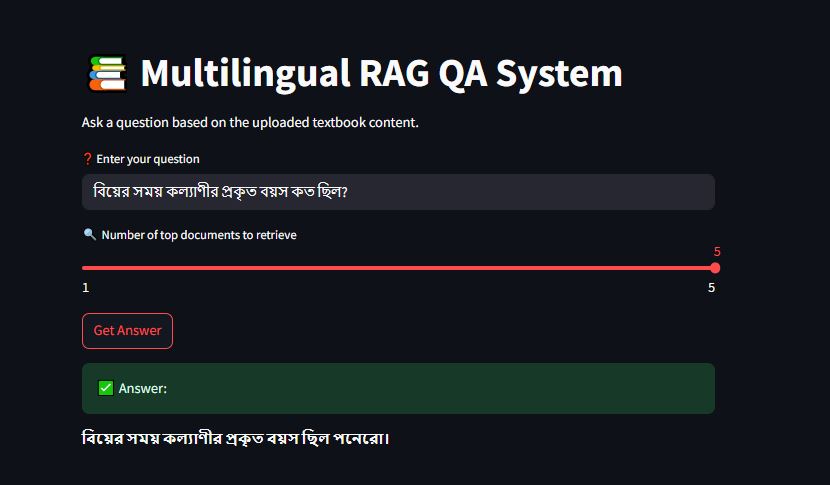 📚 Multilingual RAG QA System
Ask a question based on the uploaded textbook content.
❓ Enter your question
বিয়ের সময় কল্যাণীর প্রকৃত বয়স কত ছিল?
🔍 Number of top documents to retrieve
5
1 5
Get Answer
✅ Answer:
বিয়ের সময় কল্যাণীর প্রকৃত বয়স ছিল পনেরো।